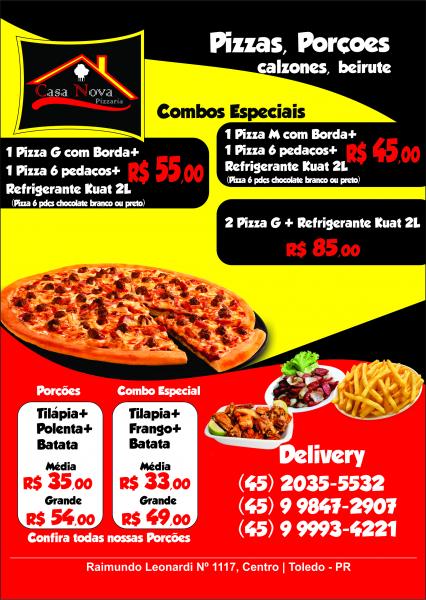 Casa Nova
Pizzaria
Pizzas, Porçoes
calzones, beirute
Combos Especiais
1 Pizza G com Borda+
1 Pizza 6 pedaços+
Refrigerante Kuat 2L
(Pizza 6 pdcs chocolate branco ou preto)
R$ 55,00
1 Pizza M com Borda+
1 Pizza 6 pedaços+
Refrigerante Kuat 2L
(Pizza 6 pdcs chocolate branco ou preto)
R$ 45,00
2 Pizza G + Refrigerante Kuat 2L
R$ 85,00
Porções
Tilápia+
Polenta+
Batata
Média
R$ 35,00
Grande
R$ 54,00
Combo Especial
Tilapia+
Frango+
Batata
Média
R$ 33,00
Grande
R$ 49,00
Confira todas nossas Porções
Delivery
(45) 2035-5532
(45) 9 9847-2907
(45) 9 9993-4221
Raimundo Leonardi Nº 1117, Centro | Toledo - PR